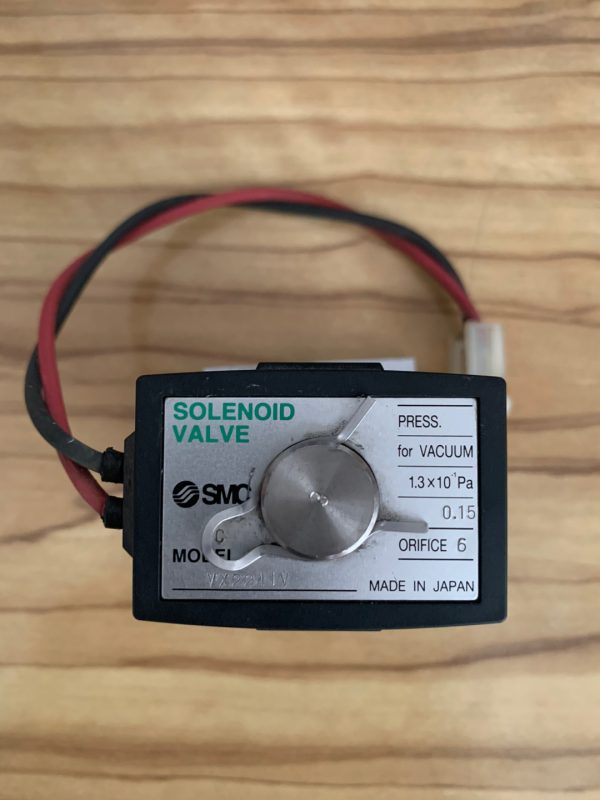 SOLENOID
VALVE
SMC
C
MODEL
PRESS.
for VACUUM
1.3×10⁻¹Pa
0.15
ORIFICE 6
MADE IN JAPAN